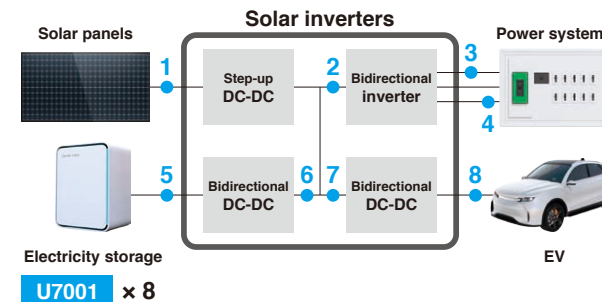 Solar inverters
Solar panels
Power system
1
Step-up
DC-DC
2
Bidirectional
inverter
3
4
5
Bidirectional
DC-DC
6
7
Bidirectional
DC-DC
8
Electricity storage
EV
U7001 × 8